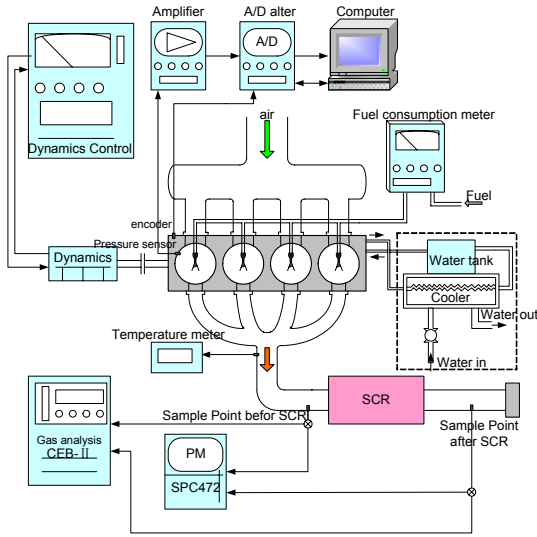 Amplifier
A/D alter
Computer
A/D
air
Fuel consumption meter
Dynamics Control
Fuel
encoder
Pressure sensor
Dynamics
Water tank
Cooler
Water out
Temperature meter
Water in
SCR
Sample Point befor SCR
Sample Point
after SCR
Gas analysis
CEB-Ⅱ
PM
SPC472